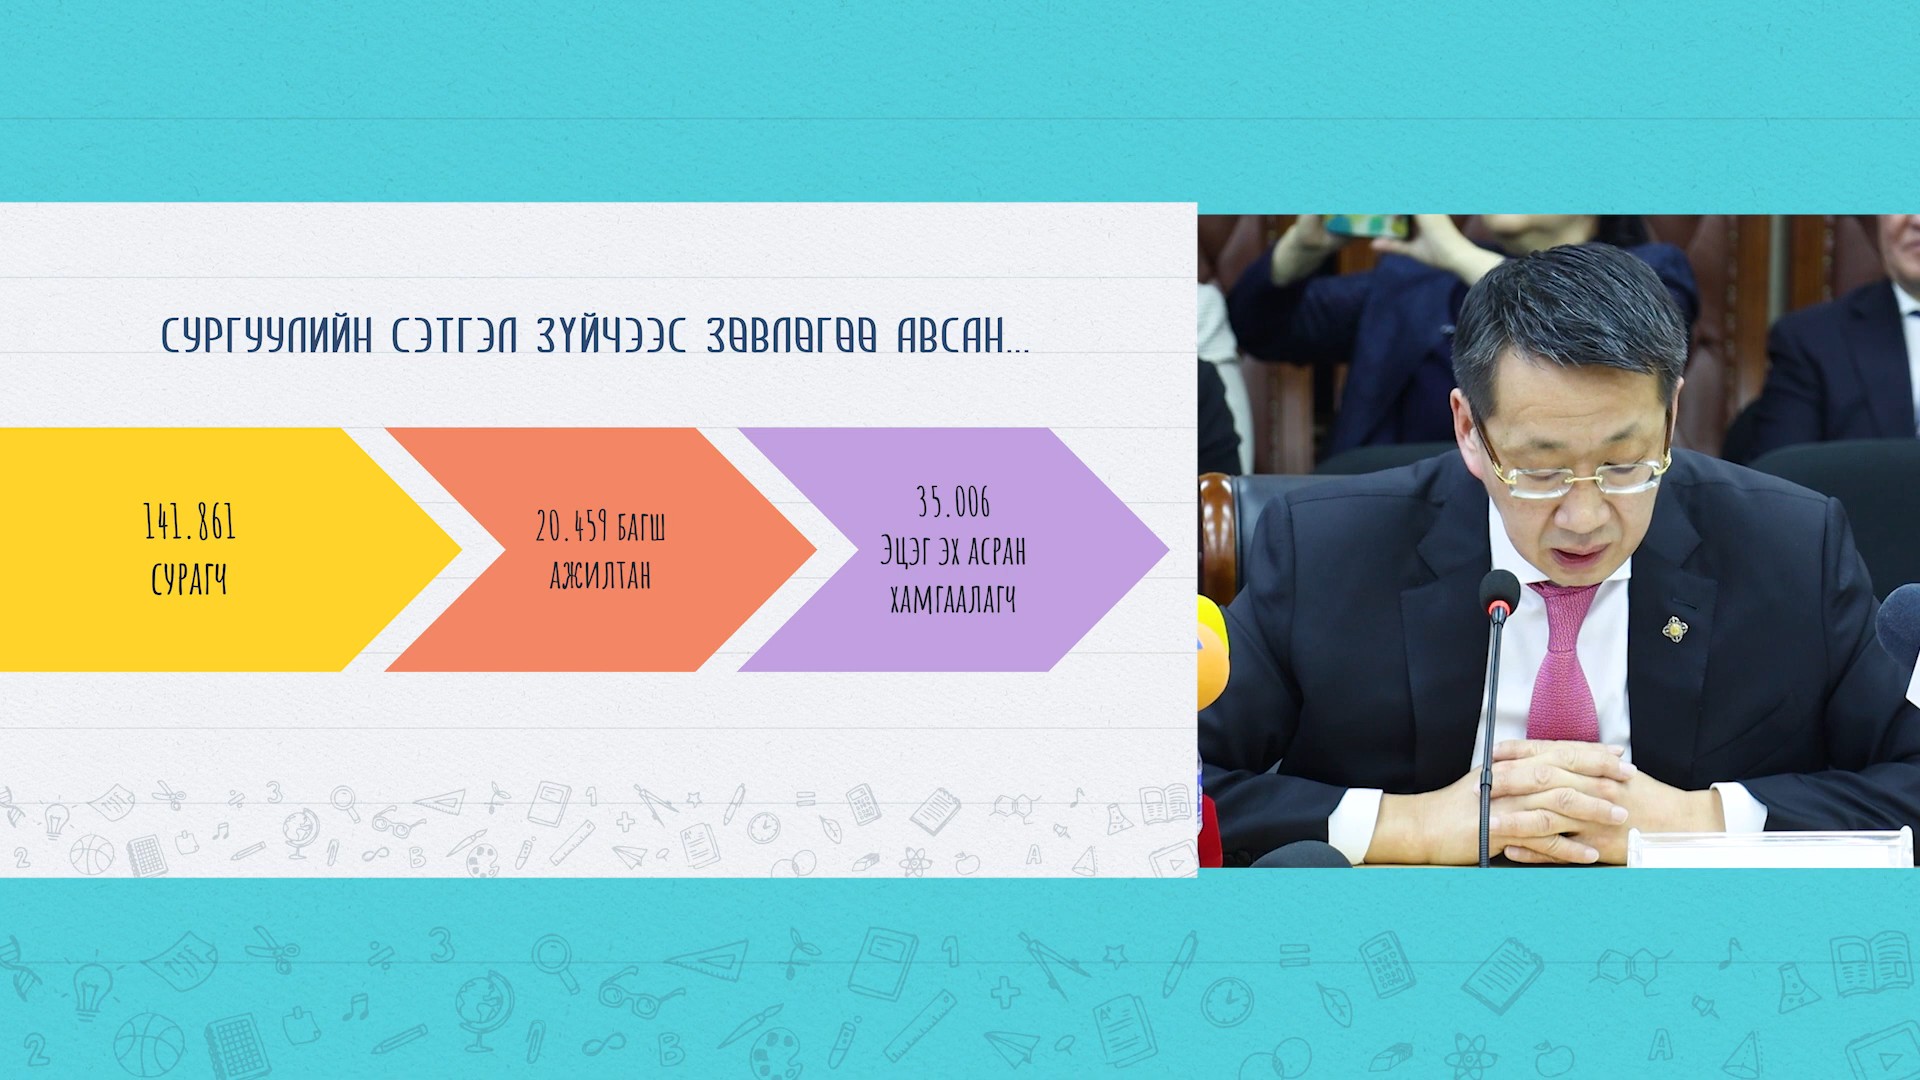 СУРГУУЛИЙН СЭТГЭЛ ЗҮЙЧЭЭС ЗӨВЛӨГӨӨ АВСАН...
141.861
СУРАГЧ
20.459 БАГШ
АЖИЛТАН
35.006
ЭЦЭГ ЭХ АСРАН
ХАМГААЛАГЧ